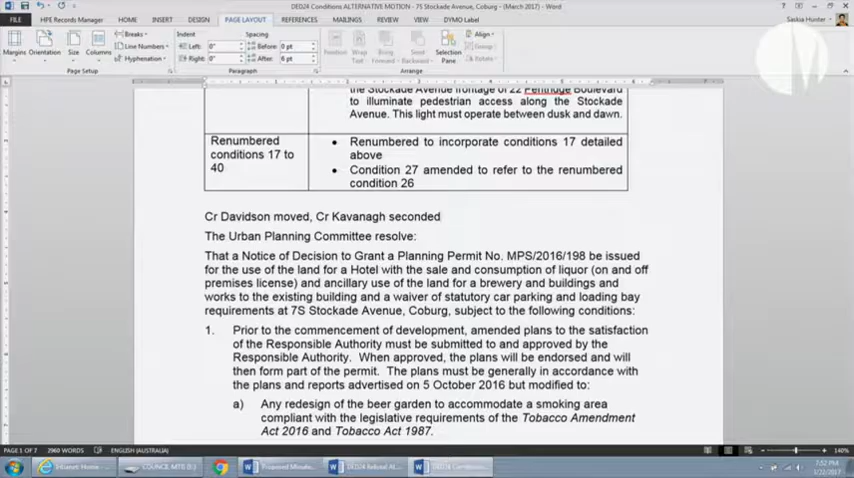 DED24 Conditions ALTERNATIVE MOTION - 7S Stockade Avenue, Coburg - (March 2017) - Word
FILE HPE Records Manager HOME INSERT DESIGN PAGE LAYOUT REFERENCES MAILINGS REVIEW VIEW DYMO Label Saskia Hunter
Margins Orientation Size Columns Breaks Line Numbers Hyphenation
Page Setup
Indent Spacing
Left: 0" Before: 0 pt
Right: 0" After: 6 pt
Paragraph
Position Wrap Text Bring Forward Send Backward Selection Pane Align Group Rotate
Arrange
the Stockade Avenue frontage of 22 Pentridge Boulevard
to illuminate pedestrian access along the Stockade
Avenue. This light must operate between dusk and dawn.
Renumbered
conditions 17 to
40
• Renumbered to incorporate conditions 17 detailed
above
• Condition 27 amended to refer to the renumbered
condition 26
Cr Davidson moved, Cr Kavanagh seconded
The Urban Planning Committee resolve:
That a Notice of Decision to Grant a Planning Permit No. MPS/2016/198 be issued
for the use of the land for a Hotel with the sale and consumption of liquor (on and off
premises license) and ancillary use of the land for a brewery and buildings and
works to the existing building and a waiver of statutory car parking and loading bay
requirements at 7S Stockade Avenue, Coburg, subject to the following conditions:
1. Prior to the commencement of development, amended plans to the satisfaction
of the Responsible Authority must be submitted to and approved by the
Responsible Authority. When approved, the plans will be endorsed and will
then form part of the permit. The plans must be generally in accordance with
the plans and reports advertised on 5 October 2016 but modified to:
a) Any redesign of the beer garden to accommodate a smoking area
compliant with the legislative requirements of the Tobacco Amendment
Act 2016 and Tobacco Act 1987.
PAGE 1 OF 7 2960 WORDS ENGLISH (AUSTRALIA) 140%
Intranet: Home - ... COUNCIL MTG (E:) Proposed Minute... DED24 Refusal AL... DED24 Condition... 7:52 PM
3/22/2017